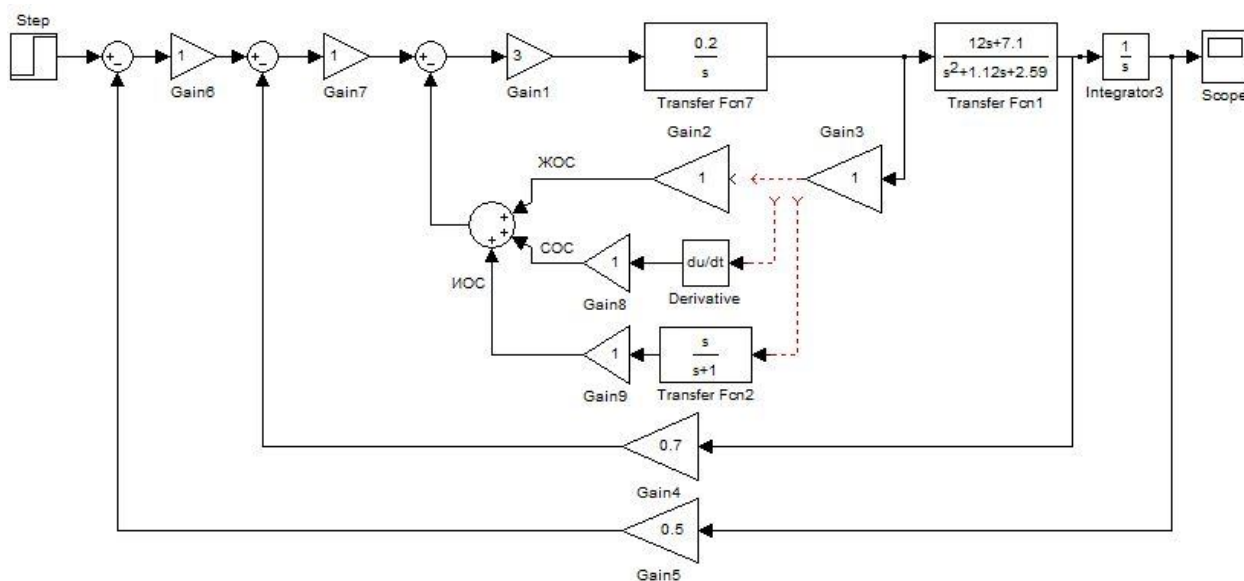 Step
1
Gain6
1
Gain7
3
Gain1
0.2
s
Transfer Fcn7
12s+7.1
s²+1.12s+2.59
Transfer Fcn1
1
s
Integrator3
Scope
Gain2
1
Gain3
1
ЖОС
СОС
ИОС
1
Gain8
du/dt
Derivative
1
Gain9
s
s+1
Transfer Fcn2
0.7
Gain4
0.5
Gain5